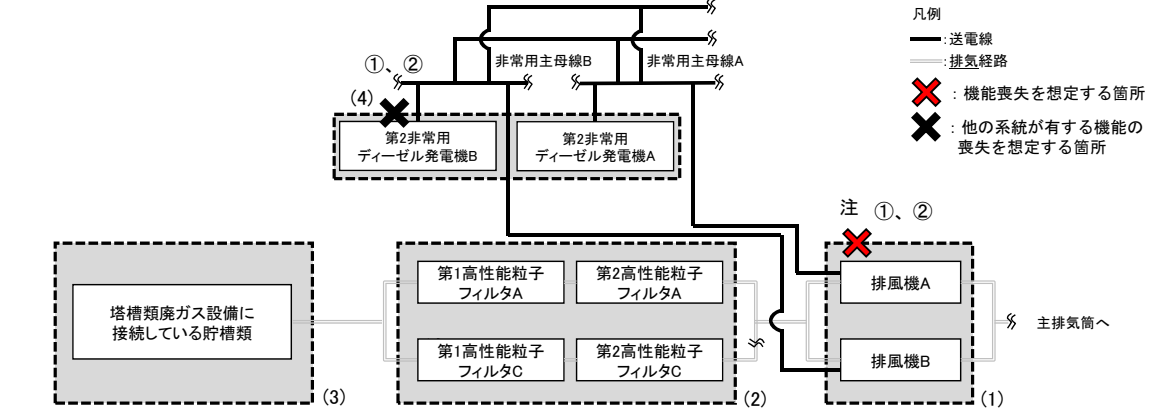 凡例
:送電線
:排気経路
:機能喪失を想定する箇所
:他の系統が有する機能の
喪失を想定する箇所
①、②
非常用主母線B
非常用主母線A
(4)
第2非常用
ディーゼル発電機B
第2非常用
ディーゼル発電機A
注 ①、②
塔槽類廃ガス設備に
接続している貯槽類
第1高性能粒子
フィルタA
第2高性能粒子
フィルタA
第1高性能粒子
フィルタC
第2高性能粒子
フィルタC
排風機A
排風機B
主排気筒へ
(3)
(2)
(1)